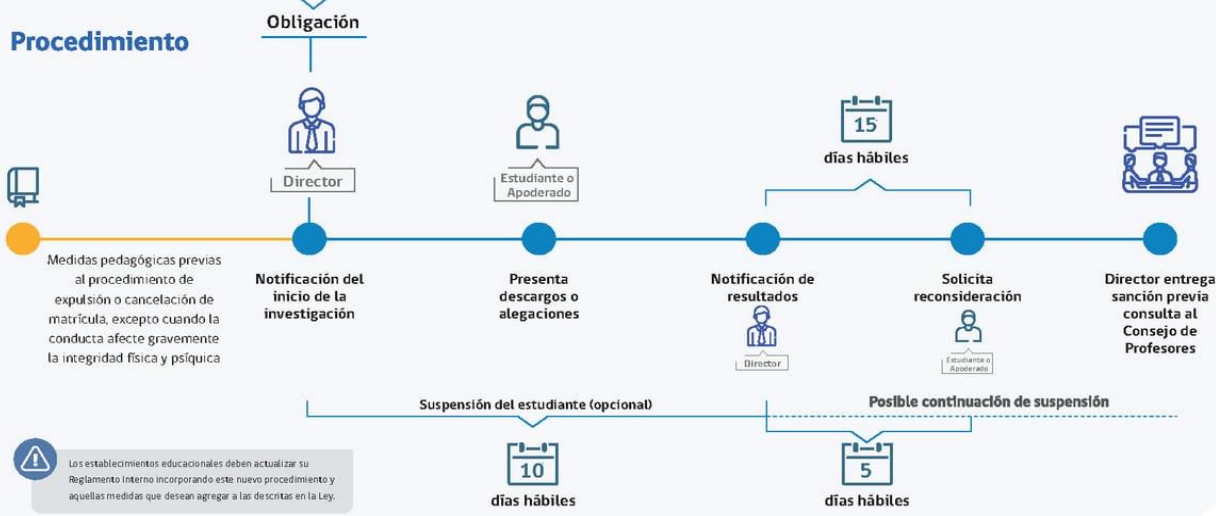 Procedimiento
Obligación
Director
Estudiante o
Apoderado
15
días hábiles
Medidas pedagógicas previas
al procedimiento de
expulsión o cancelación de
matrícula, excepto cuando la
conducta afecte gravemente
la integridad física y psíquica
Notificación del
inicio de la
investigación
Presenta
descargos o
alegaciones
Notificación de
resultados
Director
Solicita
reconsideración
Estudiante o
Apoderado
Director entrega
sanción previa
consulta al
Consejo de
Profesores
Suspensión del estudiante (opcional)
Posible continuación de suspensión
10
días hábiles
5
días hábiles
Los establecimientos educacionales deben actualizar su
Reglamento Interno incorporando este nuevo procedimiento y
aquellas medidas que desean agregar a las descritas en la Ley.